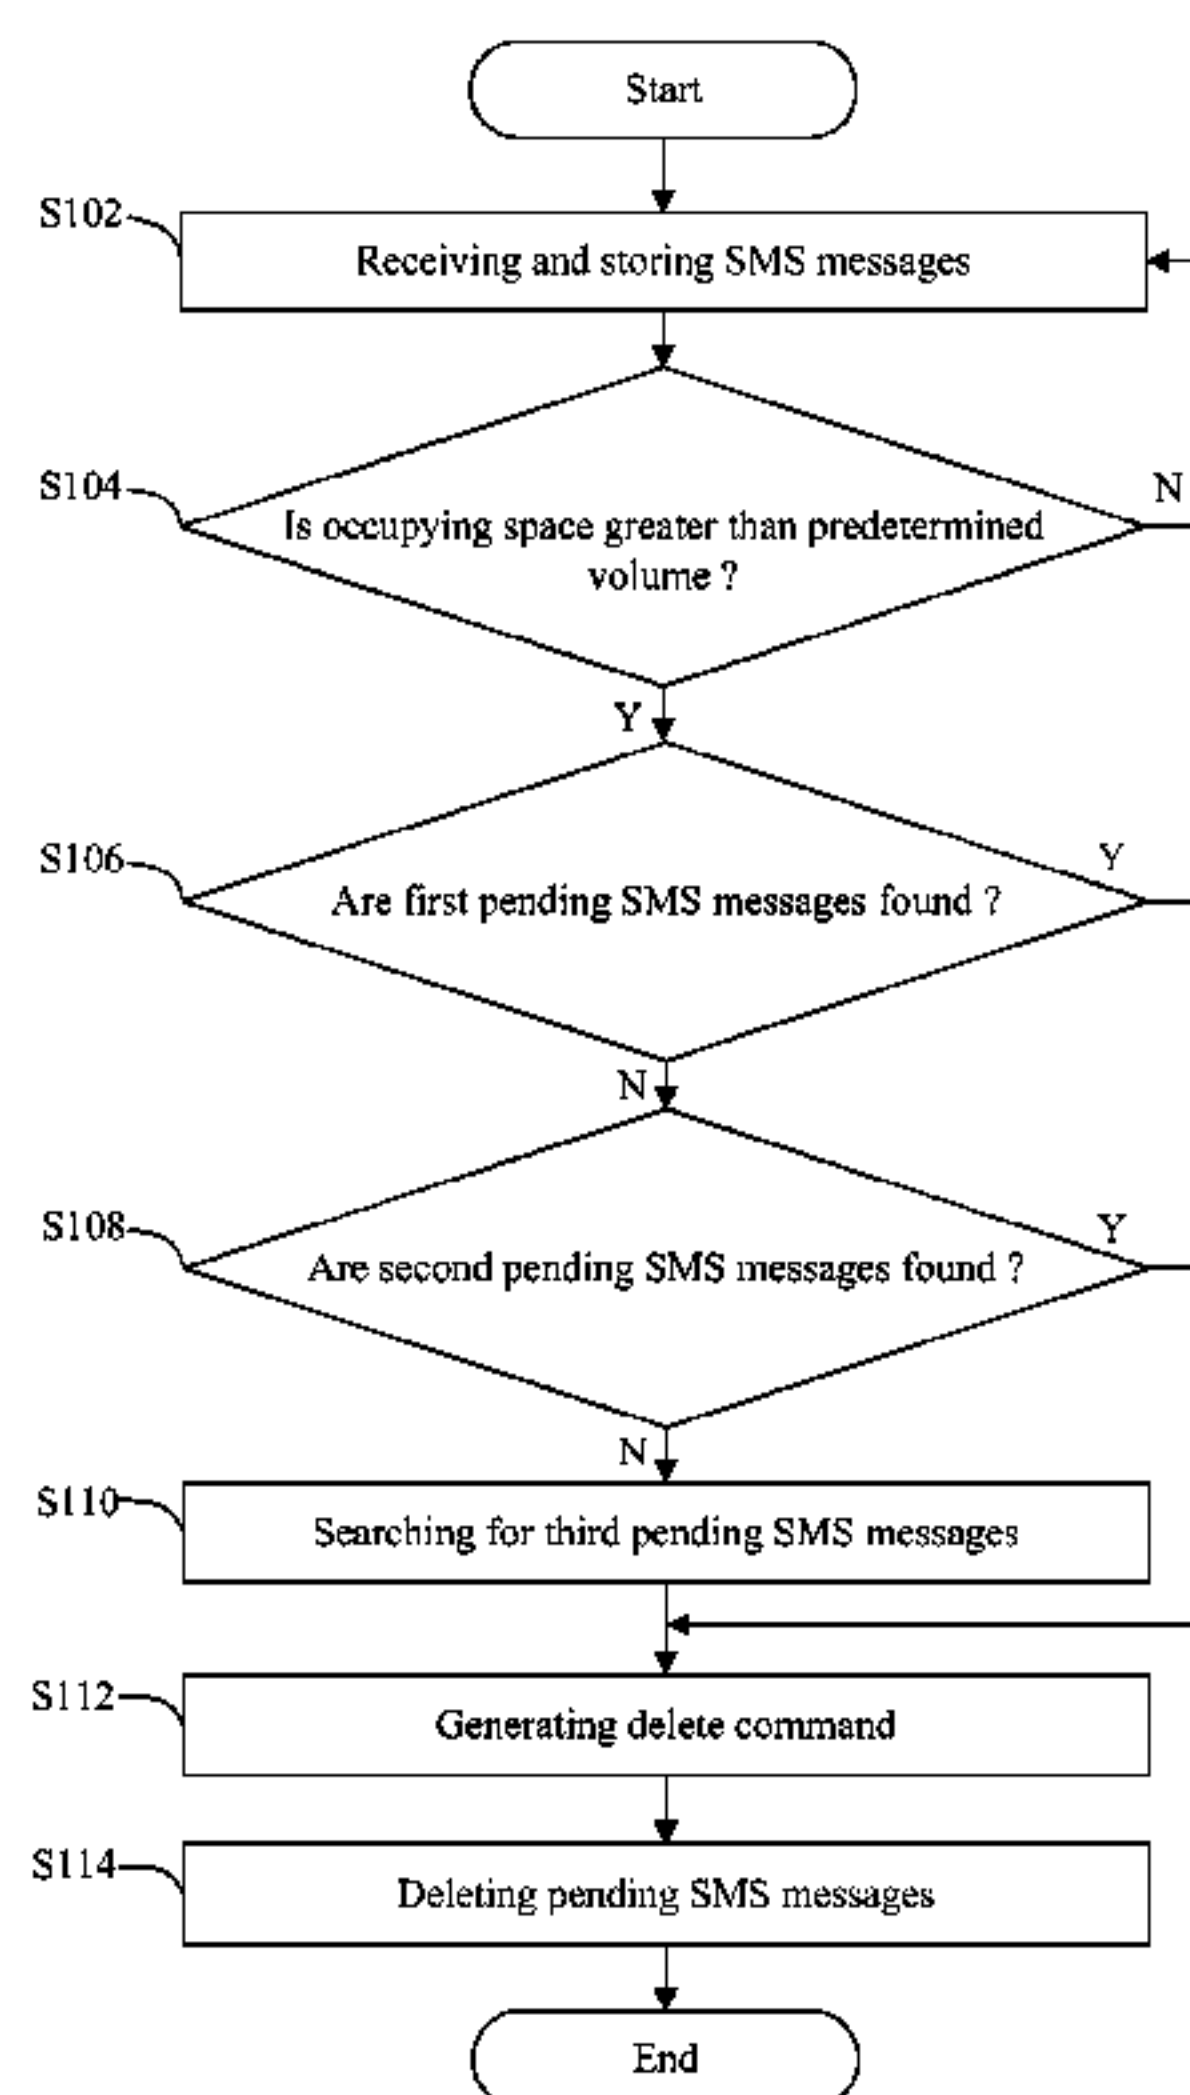 Start
S102
Receiving and storing SMS messages
S104
N
Is occupying space greater than predetermined
volume ?
Y
S106
Y
Are first pending SMS messages found ?
N
S108
Y
Are second pending SMS messages found ?
N
S110
Searching for third pending SMS messages
S112
Generating delete command
S114
Deleting pending SMS messages
End